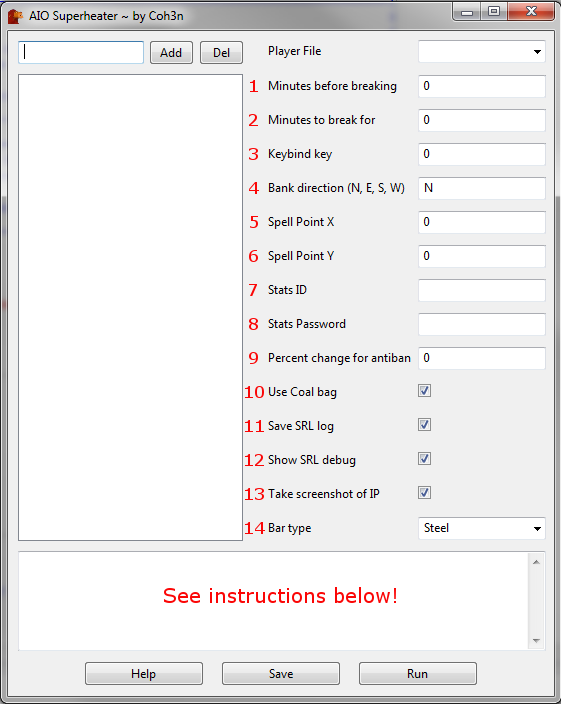 AIO Superheater ~ by Coh3n
Add Del Player File
1 Minutes before breaking 0
2 Minutes to break for 0
3 Keybind key 0
4 Bank direction (N, E, S, W) N
5 Spell Point X 0
6 Spell Point Y 0
7 Stats ID
8 Stats Password
9 Percent change for antiban 0
10 Use Coal bag
11 Save SRL log
12 Show SRL debug
13 Take screenshot of IP
14 Bar type Steel
See instructions below!
Help Save Run